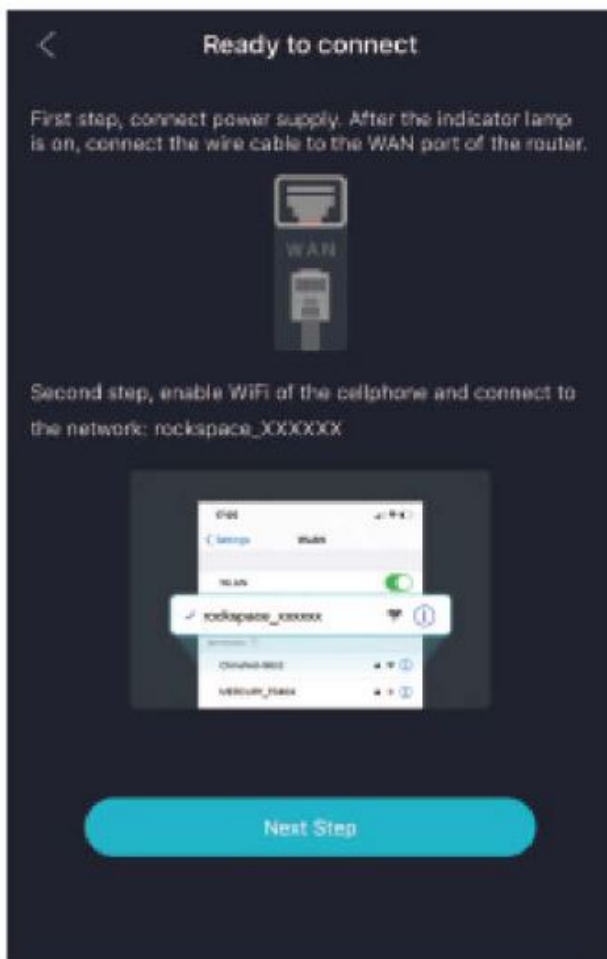 Ready to connect
First step, connect power supply. After the indicator lamp
is on, connect the wire cable to the WAN port of the router.
WAN
Second step, enable WiFi of the cellphone and connect to
the network: rockspace_XXXXXX
Settings WLAN
WLAN
rockspace_xxxxxx
Next Step